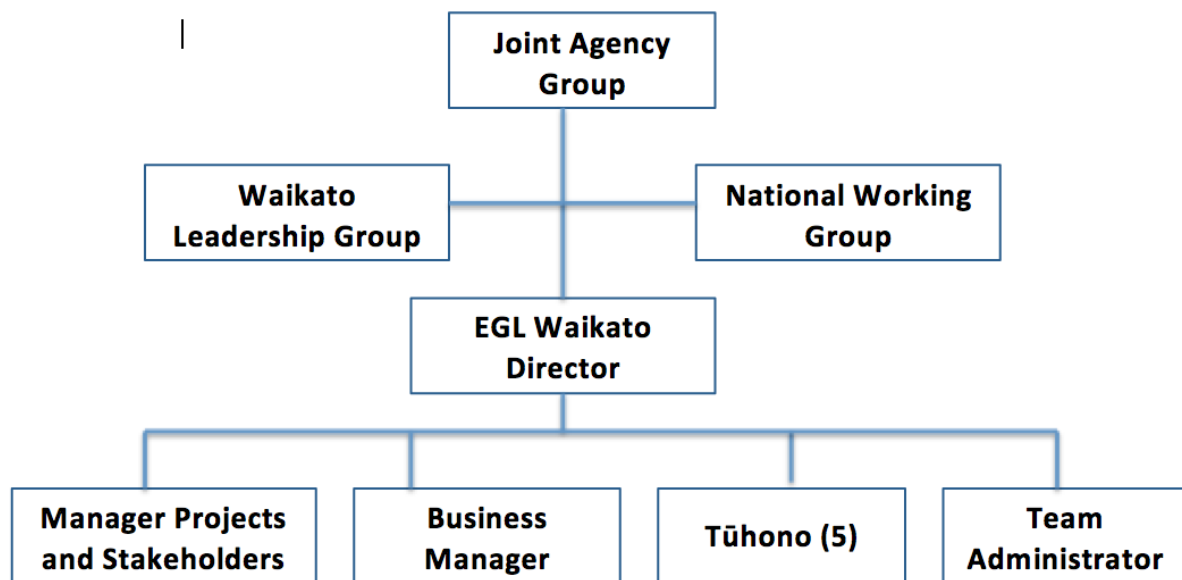 Joint Agency
Group
Waikato
Leadership Group
National Working
Group
EGL Waikato
Director
Manager Projects
and Stakeholders
Business
Manager
Tūhono (5)
Team
Administrator